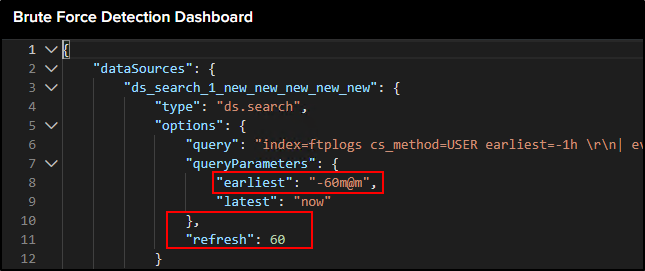 Brute Force Detection Dashboard
1 {
2 "dataSources": {
3 "ds_search_1_new_new_new_new_new": {
4 "type": "ds.search",
5 "options": {
6 "query": "index=ftplogs cs_method=USER earliest=-1h \r\n| ev
7 "queryParameters": {
8 "earliest": "-60m@m",
9 "latest": "now"
10 },
11 "refresh": 60
12 }